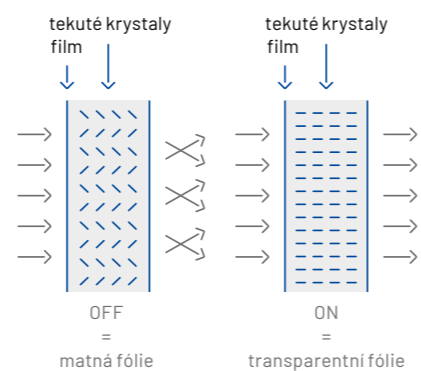 tekuté krystaly
film
OFF
=
matná fólie
tekuté krystaly
film
ON
=
transparentní fólie